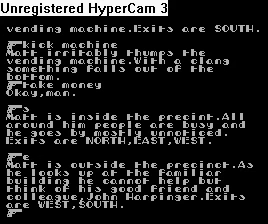 Unregistered HyperCam 3
vending machine.Exits are SOUTH.
kick machine
Matt irritably thumps the
vending machine.With a clang
something falls out of the
bottom.
take money
Okay,man.
s
Matt is inside the precinct.All
around him people are busy and
he goes by mostly unnoticed.
Exits are NORTH,EAST,WEST.
e
Matt is outside the precinct.As
he looks up at the familiar
building he cannot help but
think of his good friend and
colleague,John Harpinger.Exits
are WEST,SOUTH.